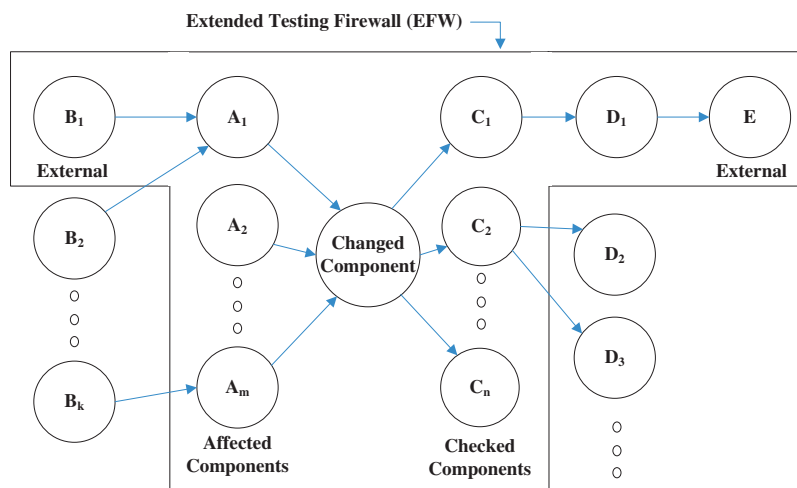 Extended Testing Firewall (EFW)
B₁
A₁
C₁
D₁
E
External
External
B₂
A₂
Changed
Component
C₂
D₂
D₃
Bₖ
Aₘ
Cₙ
Affected
Components
Checked
Components